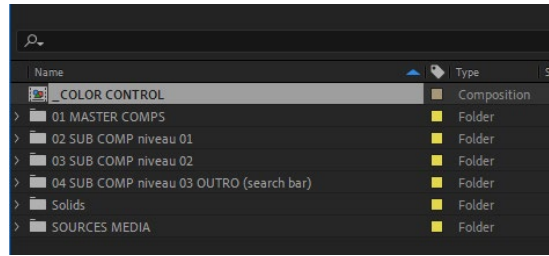 Name Type S
_COLOR CONTROL Composition
01 MASTER COMPS Folder
02 SUB COMP niveau 01 Folder
03 SUB COMP niveau 02 Folder
04 SUB COMP niveau 03 OUTRO (search bar) Folder
Solids Folder
SOURCES MEDIA Folder